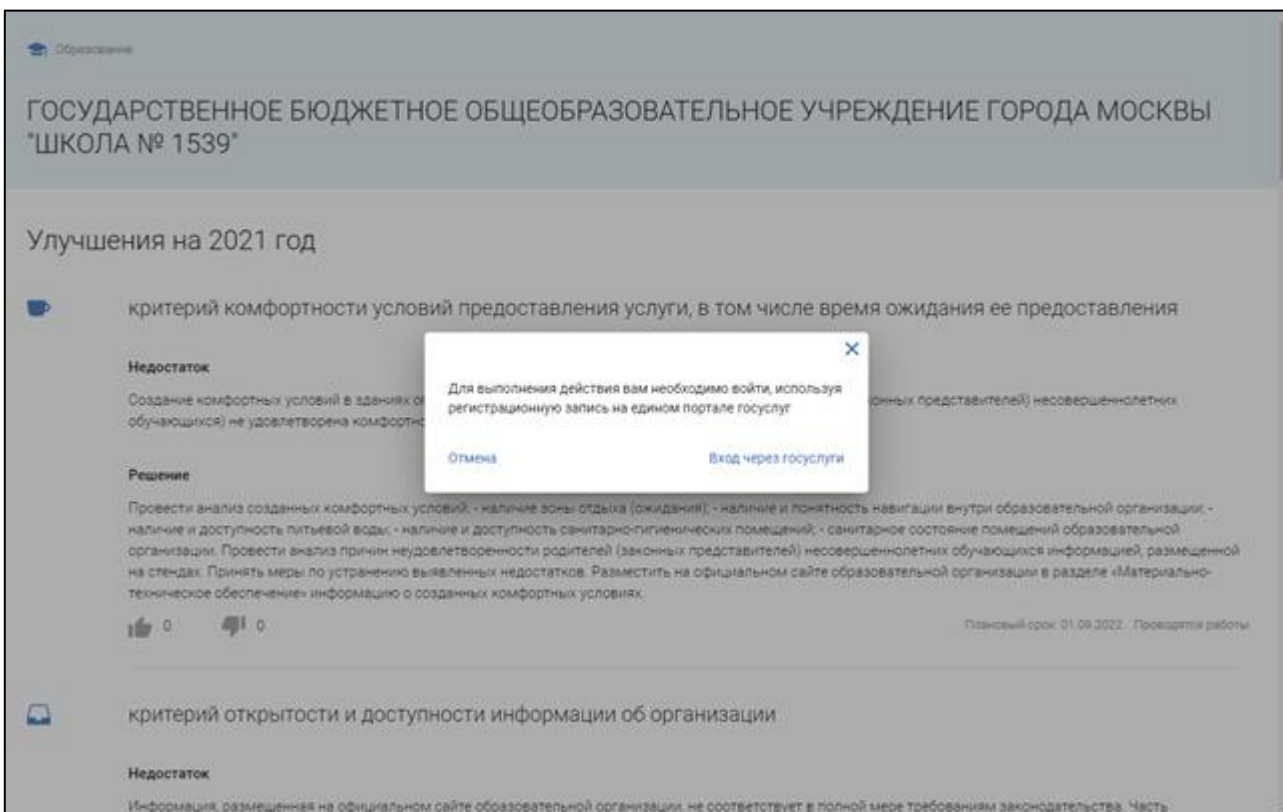 Образование
ГОСУДАРСТВЕННОЕ БЮДЖЕТНОЕ ОБЩЕОБРАЗОВАТЕЛЬНОЕ УЧРЕЖДЕНИЕ ГОРОДА МОСКВЫ
"ШКОЛА № 1539"
Улучшения на 2021 год
критерий комфортности условий предоставления услуги, в том числе время ожидания ее предоставления
Недостаток
Создание комфортных условий в зданиях о
онных представителей) несовершеннолетних
обучающихся) не удовлетворена комфортно
Для выполнения действия вам необходимо войти, используя
регистрационную запись на едином портале госуслуг
Отмена Вход через госуслуги
Решение
Провести анализ созданных комфортных условий: - наличие зоны отдыха (ожидания); - наличие и понятность навигации внутри образовательной организации; -
наличие и доступность питьевой воды; - наличие и доступность санитарно-гигиенических помещений; - санитарное состояние помещений образовательной
организации. Провести анализ причин неудовлетворенности родителей (законных представителей) несовершеннолетних обучающихся информацией, размещенной
на стендах. Принять меры по устранению выявленных недостатков. Разместить на официальном сайте образовательной организации в разделе «Материально-
техническое обеспечение» информацию о созданных комфортных условиях.
0 0 Плановый срок: 01.09.2022 Проводятся работы
критерий открытости и доступности информации об организации
Недостаток
Информация, размещенная на официальном сайте образовательной организации, не соответствует в полной мере требованиям законодательства. Часть